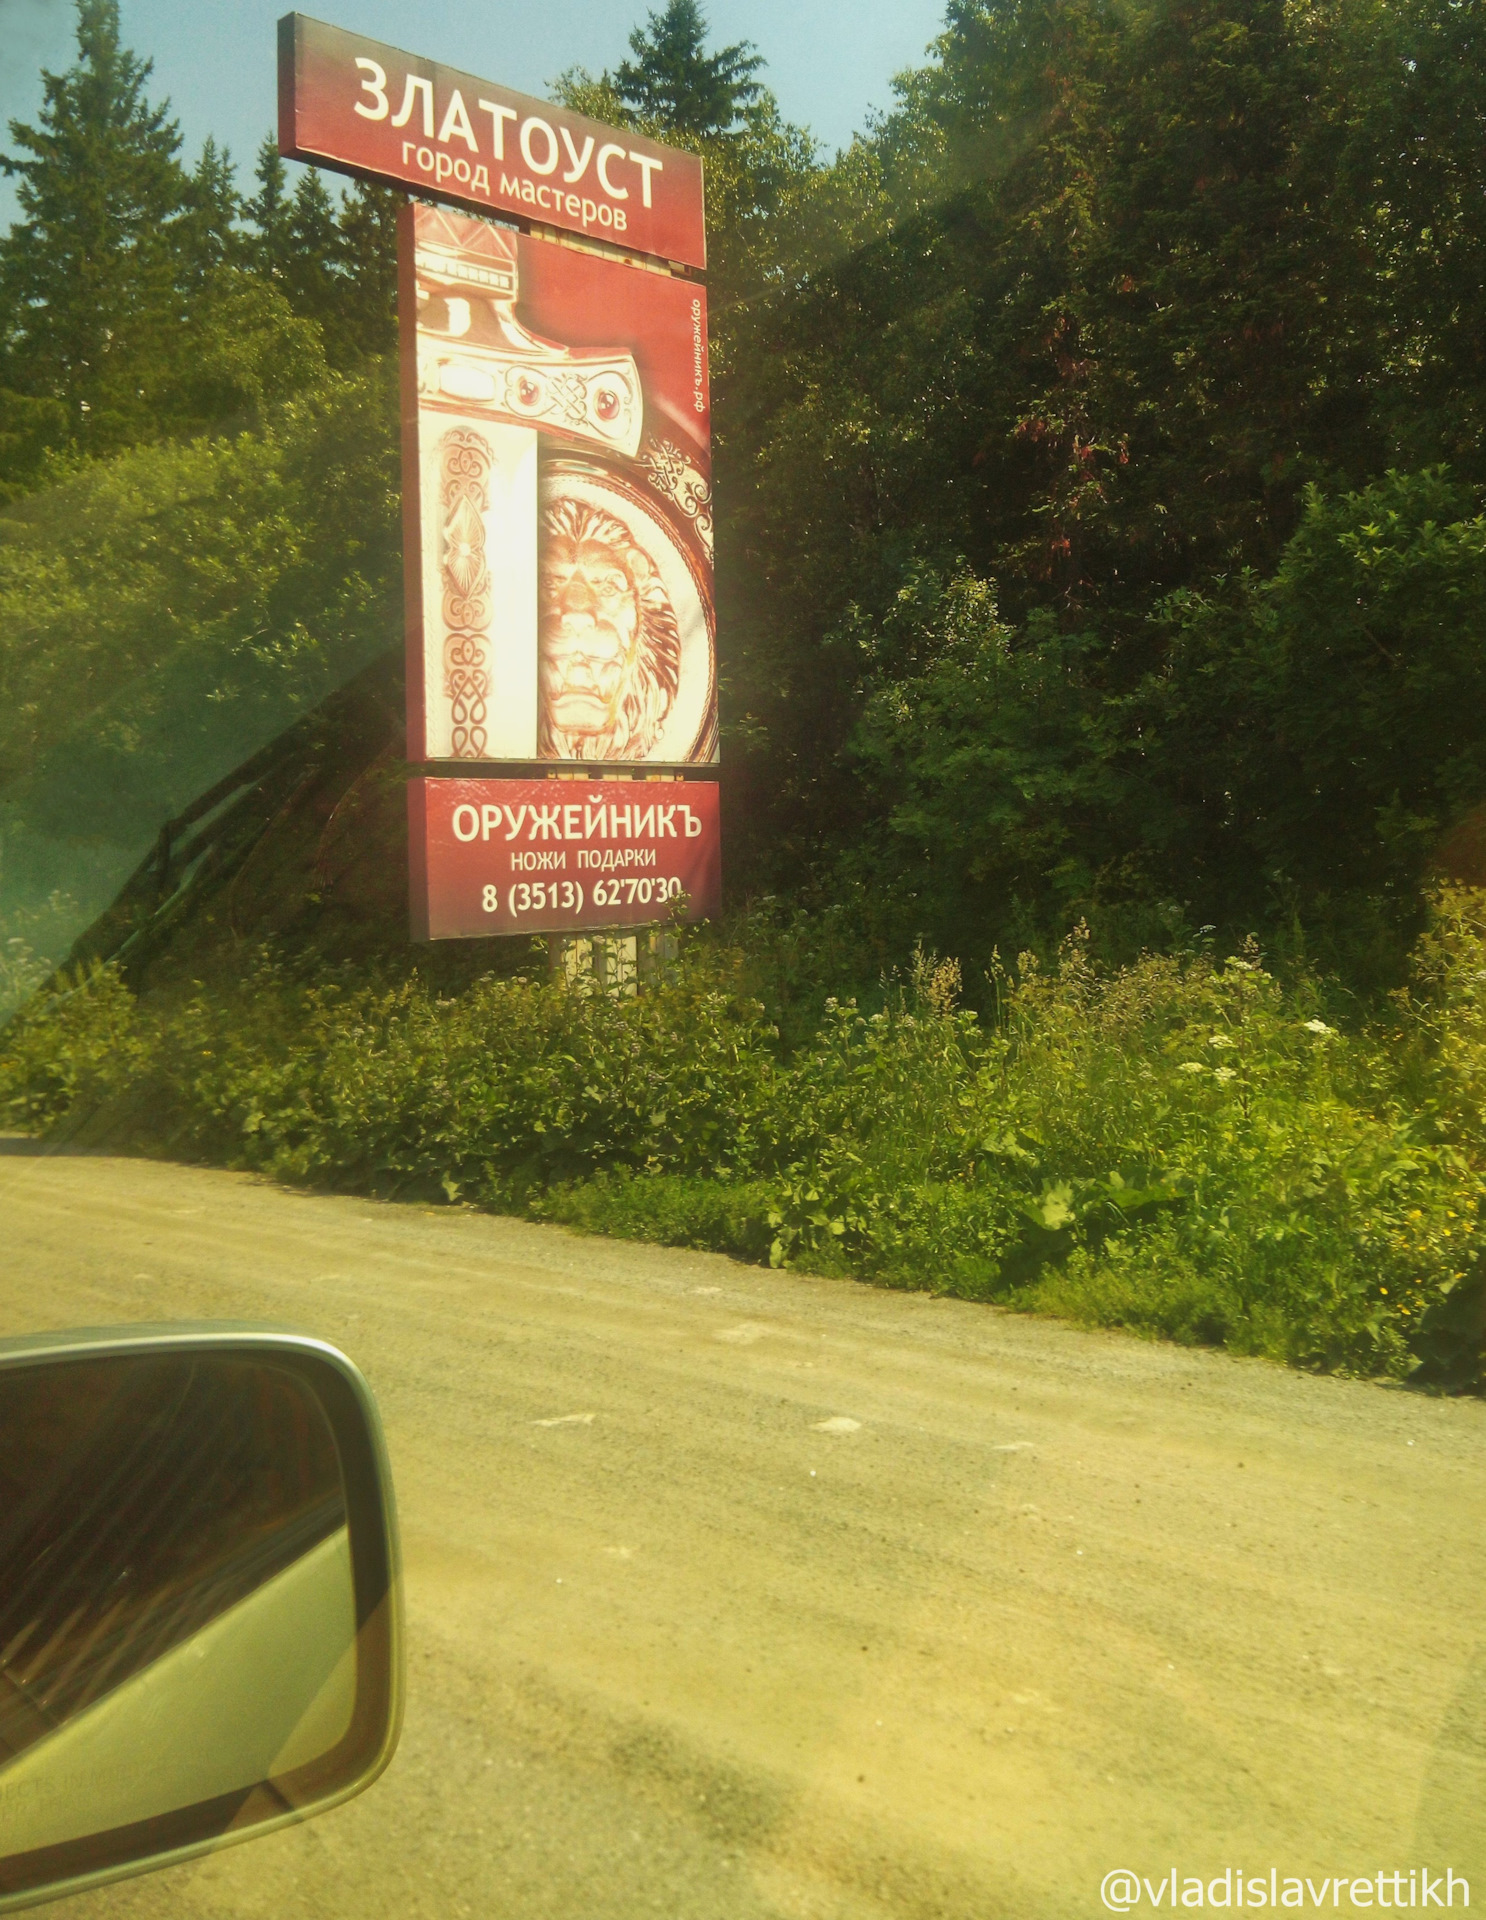 ЗЛАТОУСТ
город мастеров
оружейникъ.рф
ОРУЖЕЙНИКЪ
НОЖИ ПОДАРКИ
8 (3513) 62'70'30
@vladislavrettikh